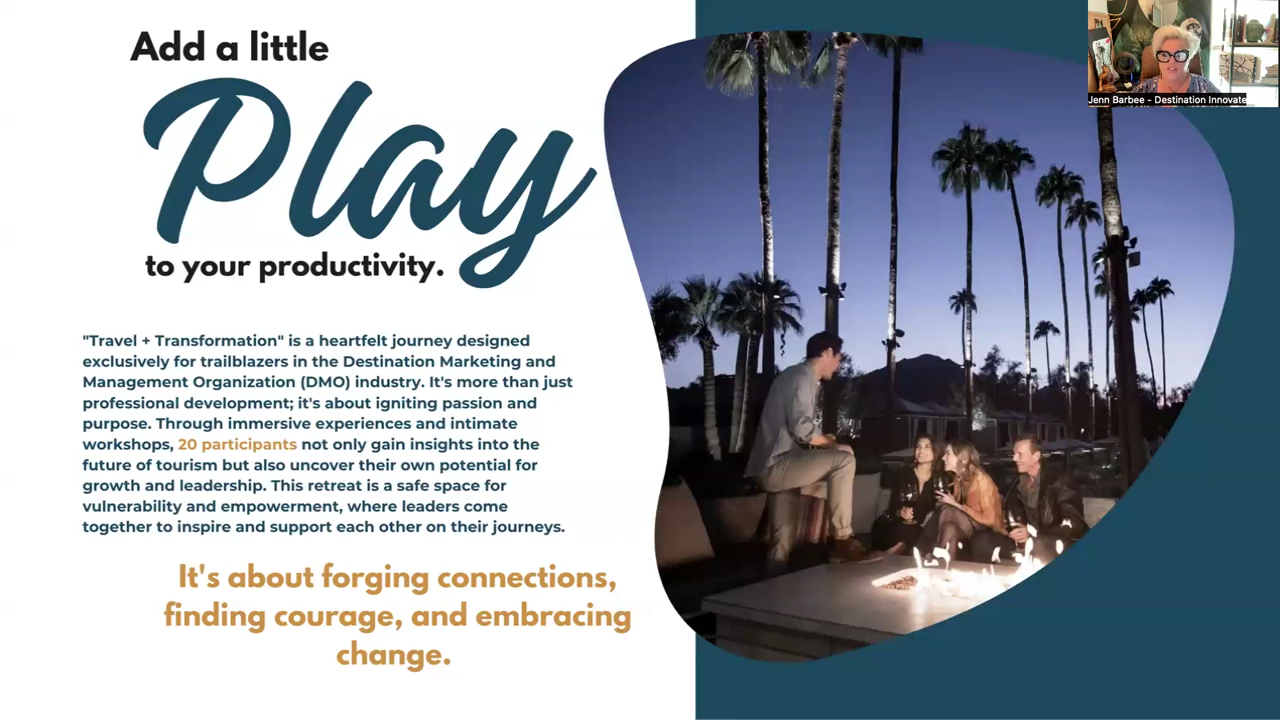 Add a little
Play
to your productivity.
"Travel + Transformation" is a heartfelt journey designed
exclusively for trailblazers in the Destination Marketing and
Management Organization (DMO) industry. It's more than just
professional development; it's about igniting passion and
purpose. Through immersive experiences and intimate
workshops, 20 participants not only gain insights into the
future of tourism but also uncover their own potential for
growth and leadership. This retreat is a safe space for
vulnerability and empowerment, where leaders come
together to inspire and support each other on their journeys.
It's about forging connections,
finding courage, and embracing
change.
Jenn Barbee - Destination Innovate